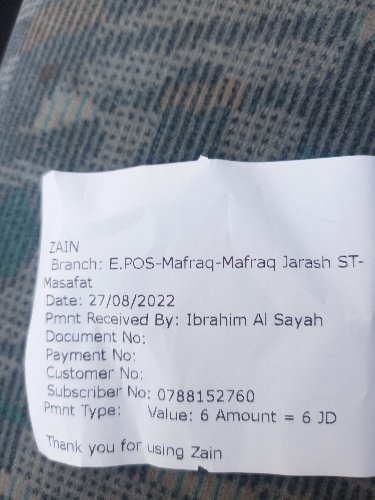 ZAIN
Branch: E.POS-Mafraq-Mafraq Jarash ST-
Masafat
Date: 27/08/2022
Pmnt Received By: Ibrahim Al Sayah
Document No:
Payment No:
Customer No:
Subscriber No: 0788152760
Pmnt Type: Value: 6 Amount = 6 JD
Thank you for using Zain